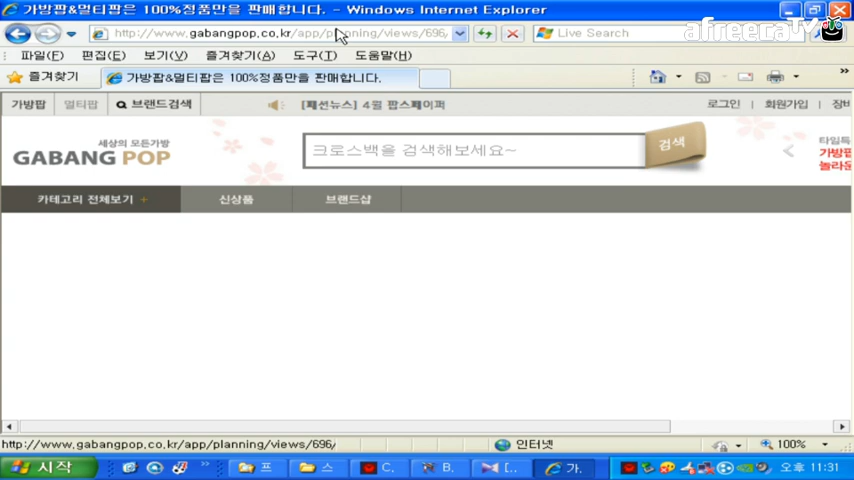 가방팝&멀티팝은 100%정품만을 판매합니다. - Windows Internet Explorer
http://www.gabangpop.co.kr/app/planning/views/696/
Live Search
afreecaTV
파일(F) 편집(E) 보기(V) 즐겨찾기(A) 도구(T) 도움말(H)
즐겨찾기 가방팝&멀티팝은 100%정품만을 판매합니다.
가방팝 멀티팝 브랜드검색 [패션뉴스] 4월 팝스페이퍼 로그인 회원가입
세상의 모든가방
GABANG POP
크로스백을 검색해보세요~
검색
타임특
가방팝
놀라운
카테고리 전체보기 + 신상품 브랜드샵
http://www.gabangpop.co.kr/app/planning/views/696/ 인터넷 100%
시작 프 스 C. B. [.. 가. 오후 11:31